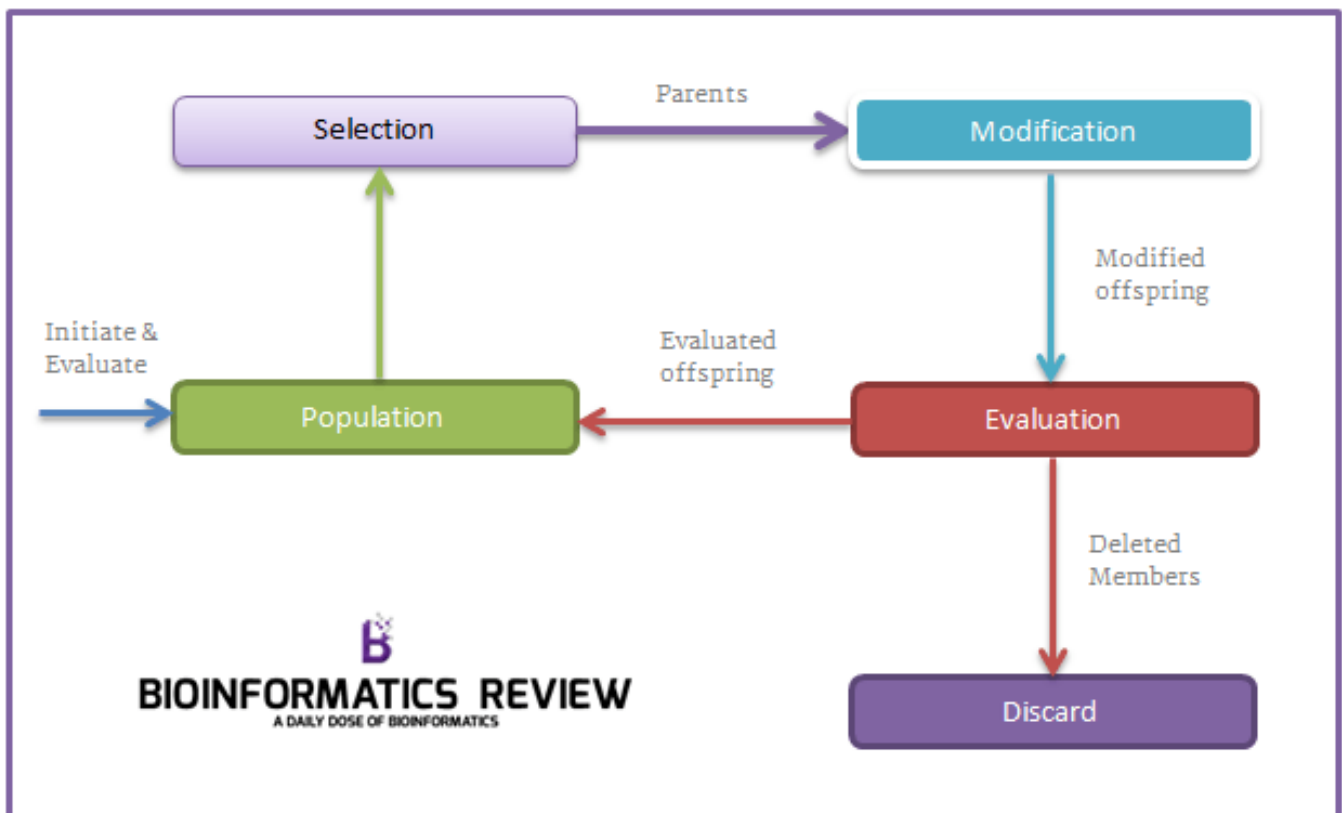 Parents
Selection
Modification
Modified
offspring
Initiate &
Evaluate
Evaluated
offspring
Population
Evaluation
Deleted
Members
B
BIOINFORMATICS REVIEW
A DAILY DOSE OF BIOINFORMATICS
Discard